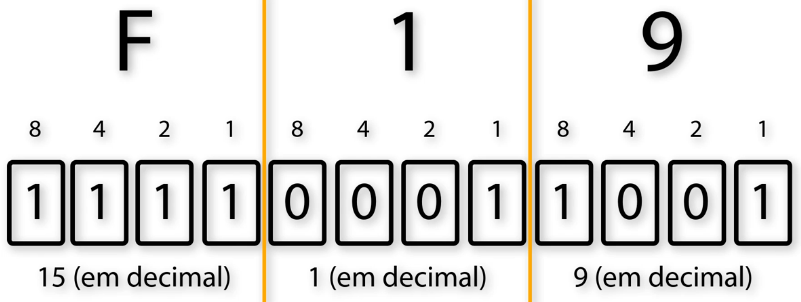 F 1 9
8 4 2 1 8 4 2 1 8 4 2 1
1 1 1 1 0 0 0 1 1 0 0 1
15 (em decimal) 1 (em decimal) 9 (em decimal)